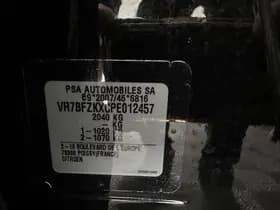 PSA AUTOMOBILES SA
e9*2007/46*6816
VR7BFZKXCPE012457
2040 KG
- KG
1-1020 KG
2-1070 KG
2-10 BOULEVARD DE L'EUROPE
78300 POISSY(FRANCE)
CITROEN